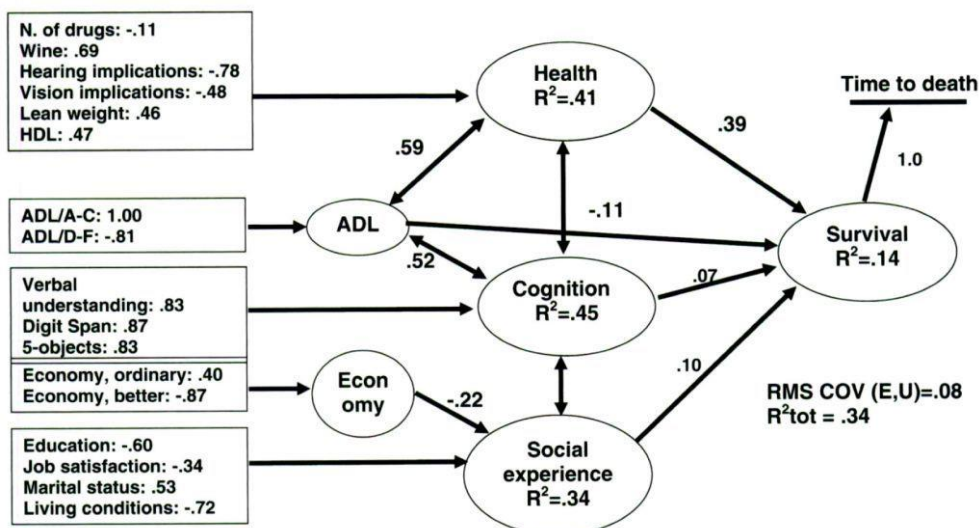 N. of drugs: -.11
Wine: .69
Hearing implications: -.78
Vision implications: -.48
Lean weight: .46
HDL: .47
Health
R²=.41
Time to death
.59
.39
1.0
ADL/A-C: 1.00
ADL/D-F: -.81
ADL
-.11
Survival
R²=.14
.52
Verbal
understanding: .83
Digit Span: .87
5-objects: .83
Cognition
R²=.45
.07
Economy, ordinary: .40
Economy, better: -.87
Econ
omy
-.22
.10
RMS COV (E,U)=.08
R²tot = .34
Education: -.60
Job satisfaction: -.34
Marital status: .53
Living conditions: -.72
Social
experience
R²=.34